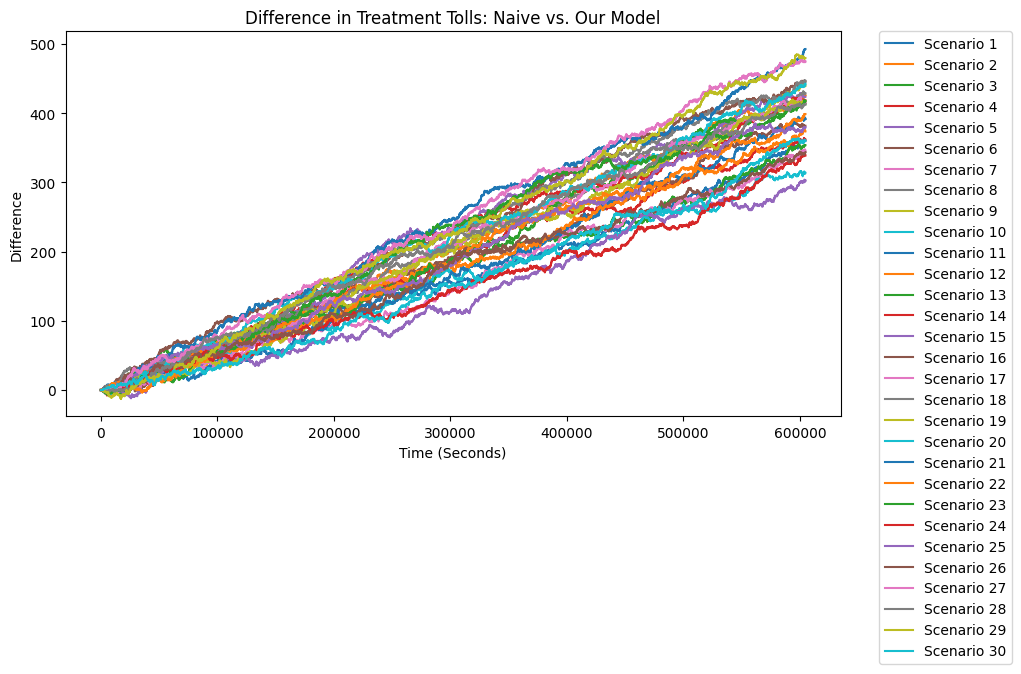 Difference in Treatment Tolls: Naive vs. Our Model
500
400
300
200
100
0
Difference
0 100000 200000 300000 400000 500000 600000
Time (Seconds)
Scenario 1
Scenario 2
Scenario 3
Scenario 4
Scenario 5
Scenario 6
Scenario 7
Scenario 8
Scenario 9
Scenario 10
Scenario 11
Scenario 12
Scenario 13
Scenario 14
Scenario 15
Scenario 16
Scenario 17
Scenario 18
Scenario 19
Scenario 20
Scenario 21
Scenario 22
Scenario 23
Scenario 24
Scenario 25
Scenario 26
Scenario 27
Scenario 28
Scenario 29
Scenario 30